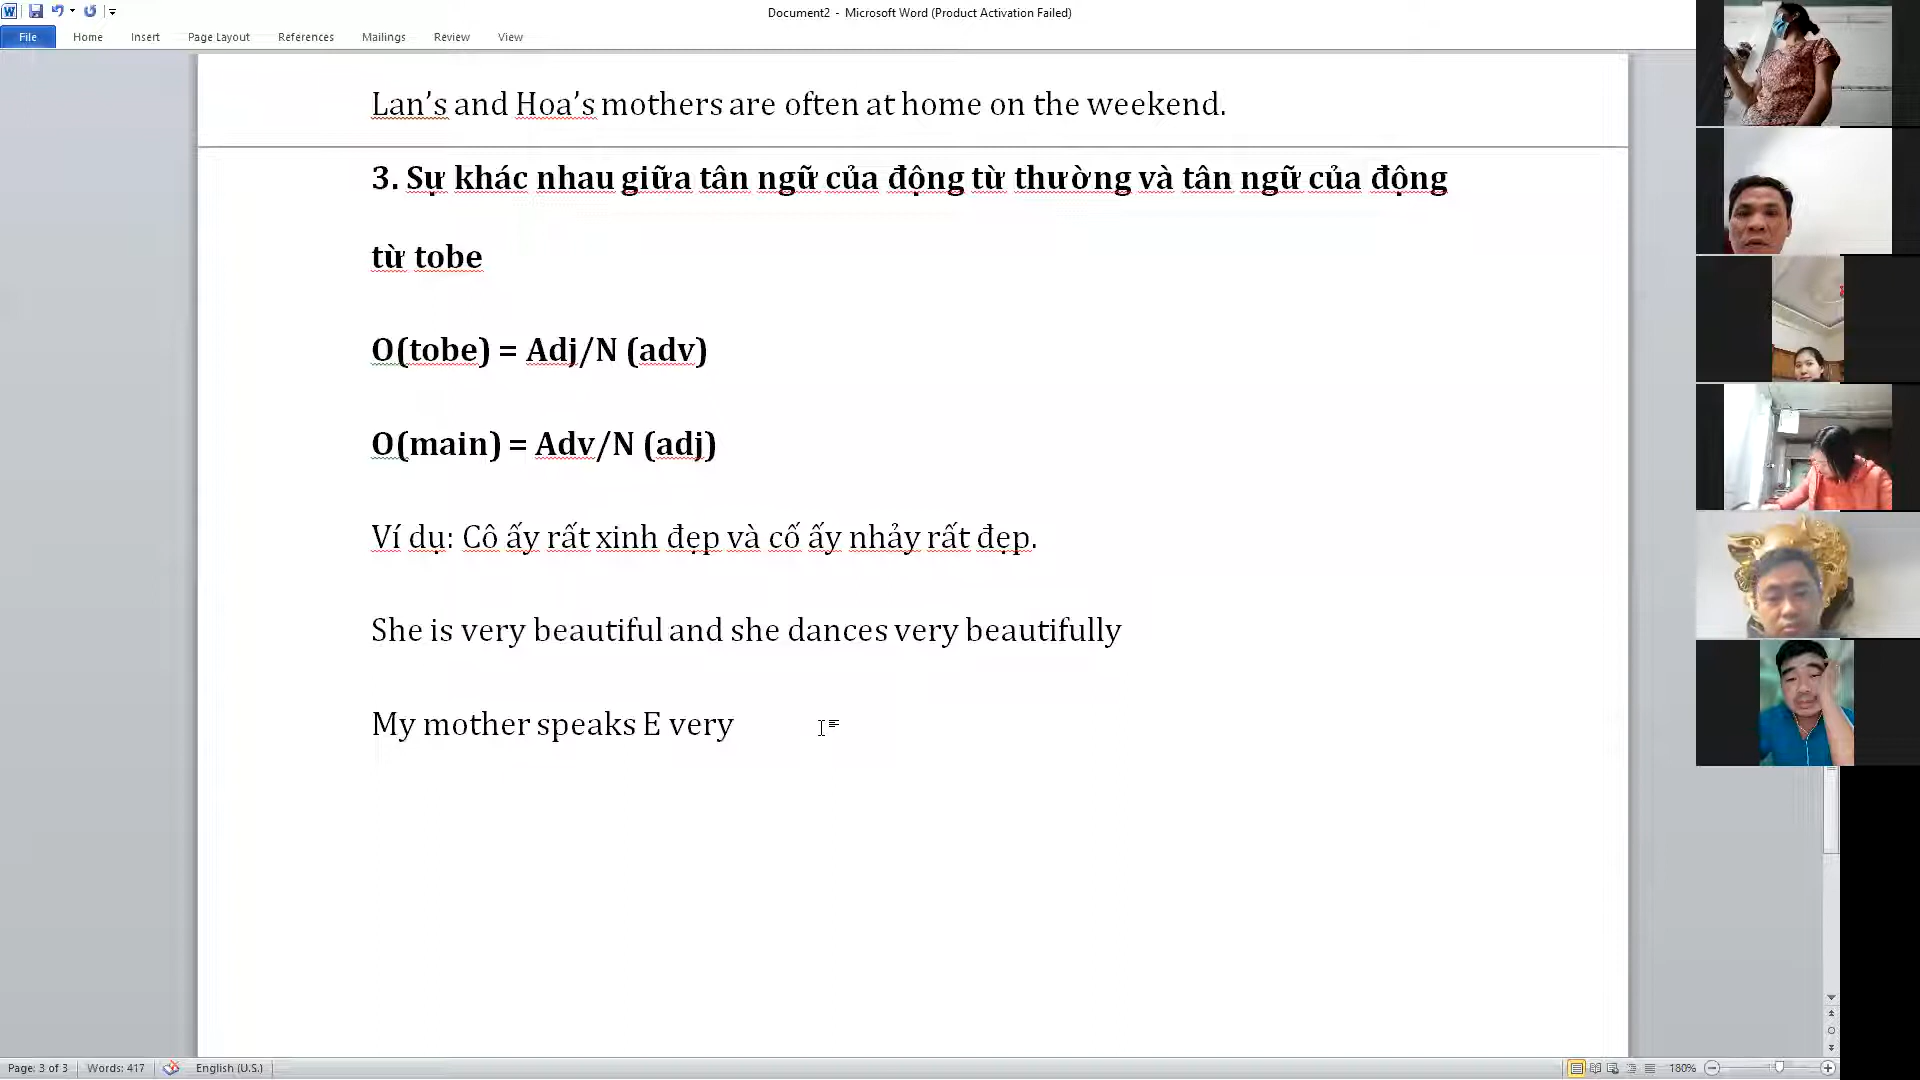 Document2 - Microsoft Word (Product Activation Failed)
File Home Insert Page Layout References Mailings Review View
Lan’s and Hoa’s mothers are often at home on the weekend.
3. Sự khác nhau giữa tân ngữ của động từ thường và tân ngữ của động
từ tobe
O(tobe) = Adj/N (adv)
O(main) = Adv/N (adj)
Ví dụ: Cô ấy rất xinh đẹp và cố ấy nhảy rất đẹp.
She is very beautiful and she dances very beautifully
My mother speaks E very
Page: 3 of 3 Words: 417 English (U.S.) 180%